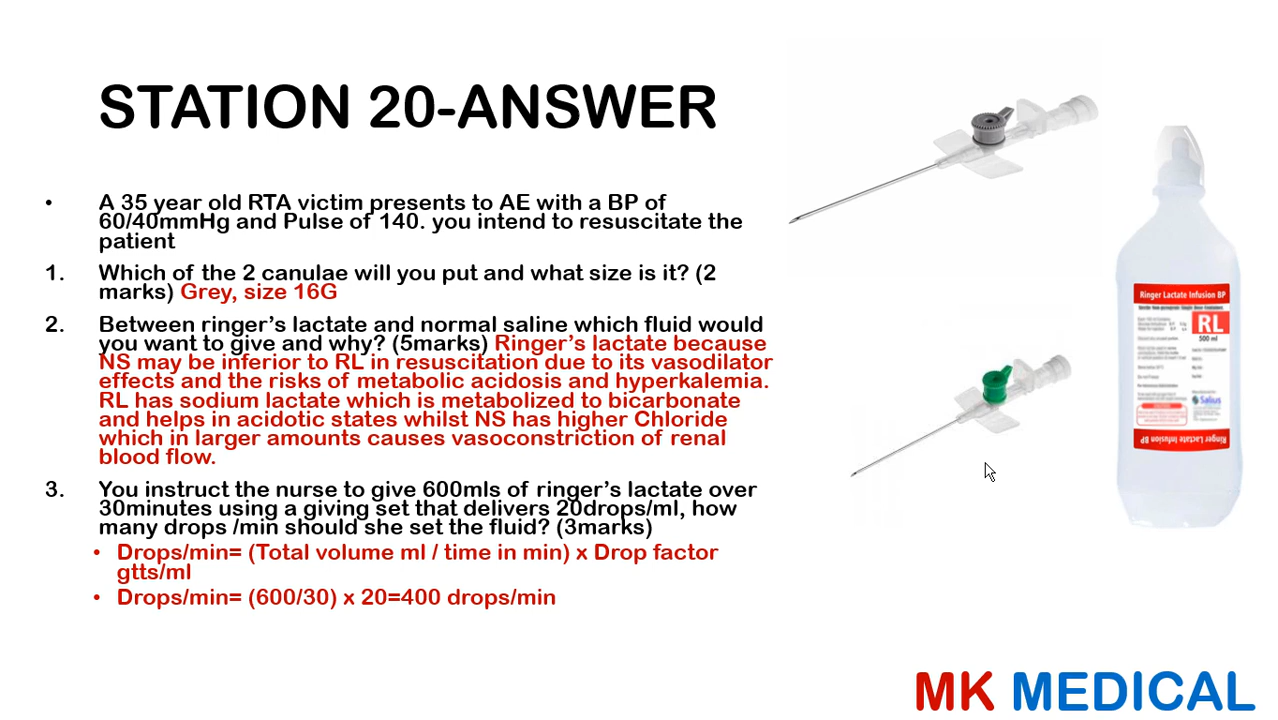 STATION 20-ANSWER
• A 35 year old RTA victim presents to AE with a BP of
60/40mmHg and Pulse of 140. you intend to resuscitate the
patient
1. Which of the 2 canulae will you put and what size is it? (2
marks) Grey, size 16G
2. Between ringer’s lactate and normal saline which fluid would
you want to give and why? (5marks) Ringer’s lactate because
NS may be inferior to RL in resuscitation due to its vasodilator
effects and the risks of metabolic acidosis and hyperkalemia.
RL has sodium lactate which is metabolized to bicarbonate
and helps in acidotic states whilst NS has higher Chloride
which in larger amounts causes vasoconstriction of renal
blood flow.
3. You instruct the nurse to give 600mls of ringer’s lactate over
30minutes using a giving set that delivers 20drops/ml, how
many drops /min should she set the fluid? (3marks)
• Drops/min= (Total volume ml / time in min) x Drop factor
gtts/ml
• Drops/min= (600/30) x 20=400 drops/min
Ringer Lactate Infusion BP
RL
500 ml
Ringer Lactate Infusion BP
MK MEDICAL